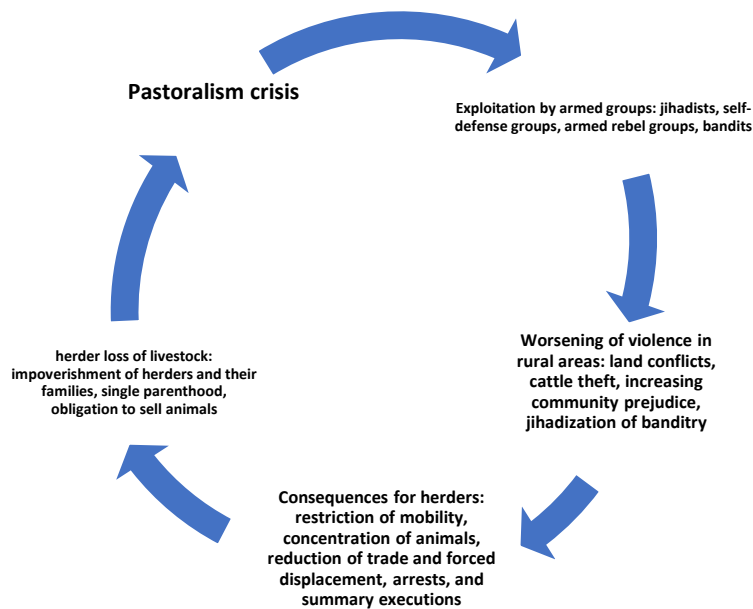 Pastoralism crisis
Exploitation by armed groups: jihadists, self-
defense groups, armed rebel groups, bandits
Worsening of violence in
rural areas: land conflicts,
cattle theft, increasing
community prejudice,
jihadization of banditry
Consequences for herders:
restriction of mobility,
concentration of animals,
reduction of trade and forced
displacement, arrests, and
summary executions
herder loss of livestock:
impoverishment of herders and their
families, single parenthood,
obligation to sell animals